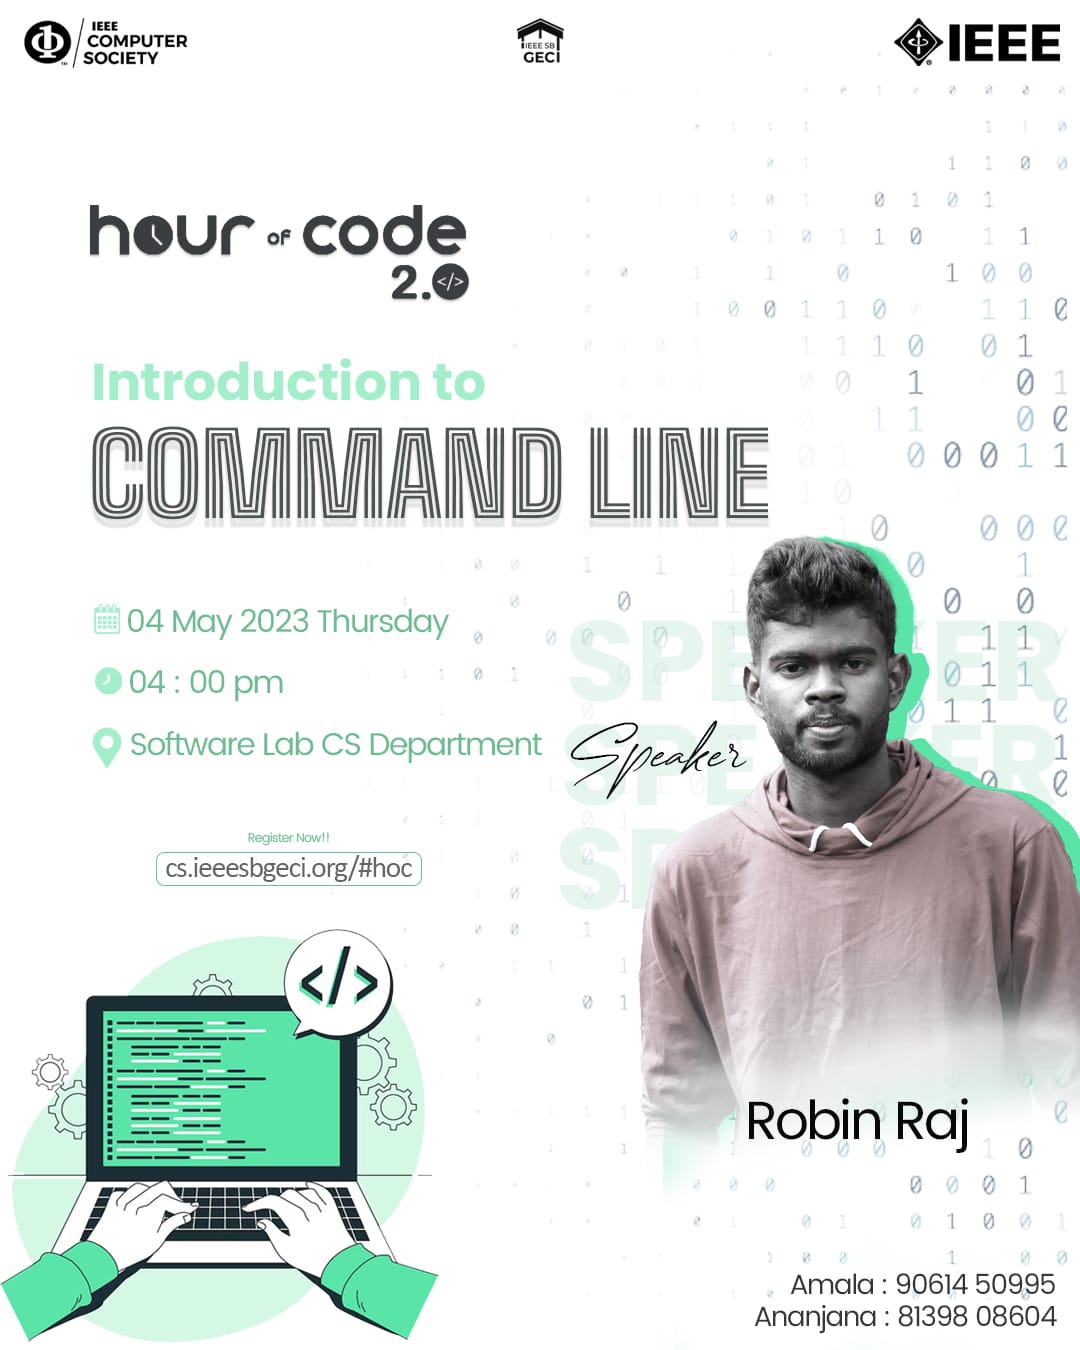 IEEE
COMPUTER
SOCIETY
IEEE SB
GECI
IEEE
hour of code
2.0
Introduction to
COMMAND LINE
04 May 2023 Thursday
04 : 00 pm
Software Lab CS Department
SPEAKER
SPEAKER
Speaker
Register Now!!
cs.ieeesbgeci.org/#hoc
</>
Robin Raj
Amala : 90614 50995
Ananjana : 81398 08604